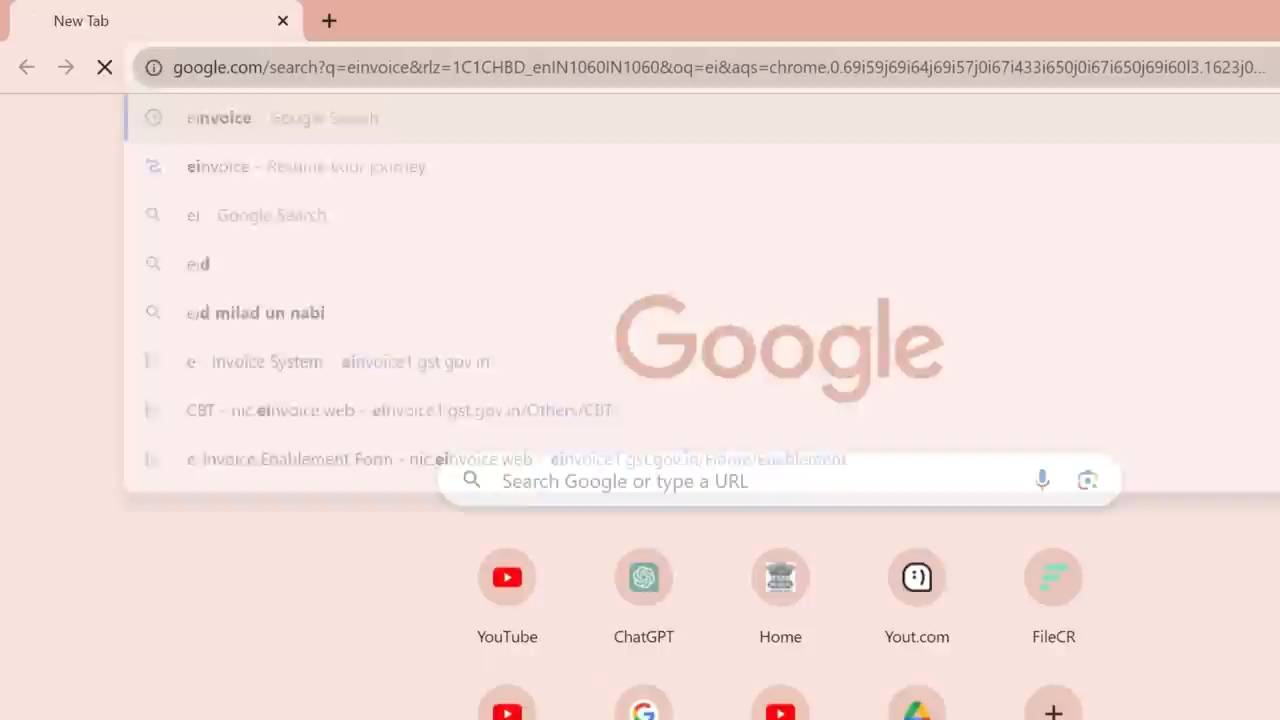 New Tab
google.com/search?q=einvoice&rlz=1C1CHBD_enIN1060IN1060&oq=ei&aqs=chrome.0.69i59j69i64j69i57j0i67i433i650j0i67i650j69i60l3.1623j0...
einvoice Google Search
einvoice - Resume your journey
ei Google Search
eid
eid milad un nabi
e - Invoice System einvoice1.gst.gov.in
CBT - nic.einvoice.web - einvoice1.gst.gov.in/Others/CBT
e-Invoice Enablement Form - nic.einvoice.web - einvoice1.gst.gov.in/Home/Enablement
Google
Search Google or type a URL
YouTube
ChatGPT
Home
Yout.com
FileCR